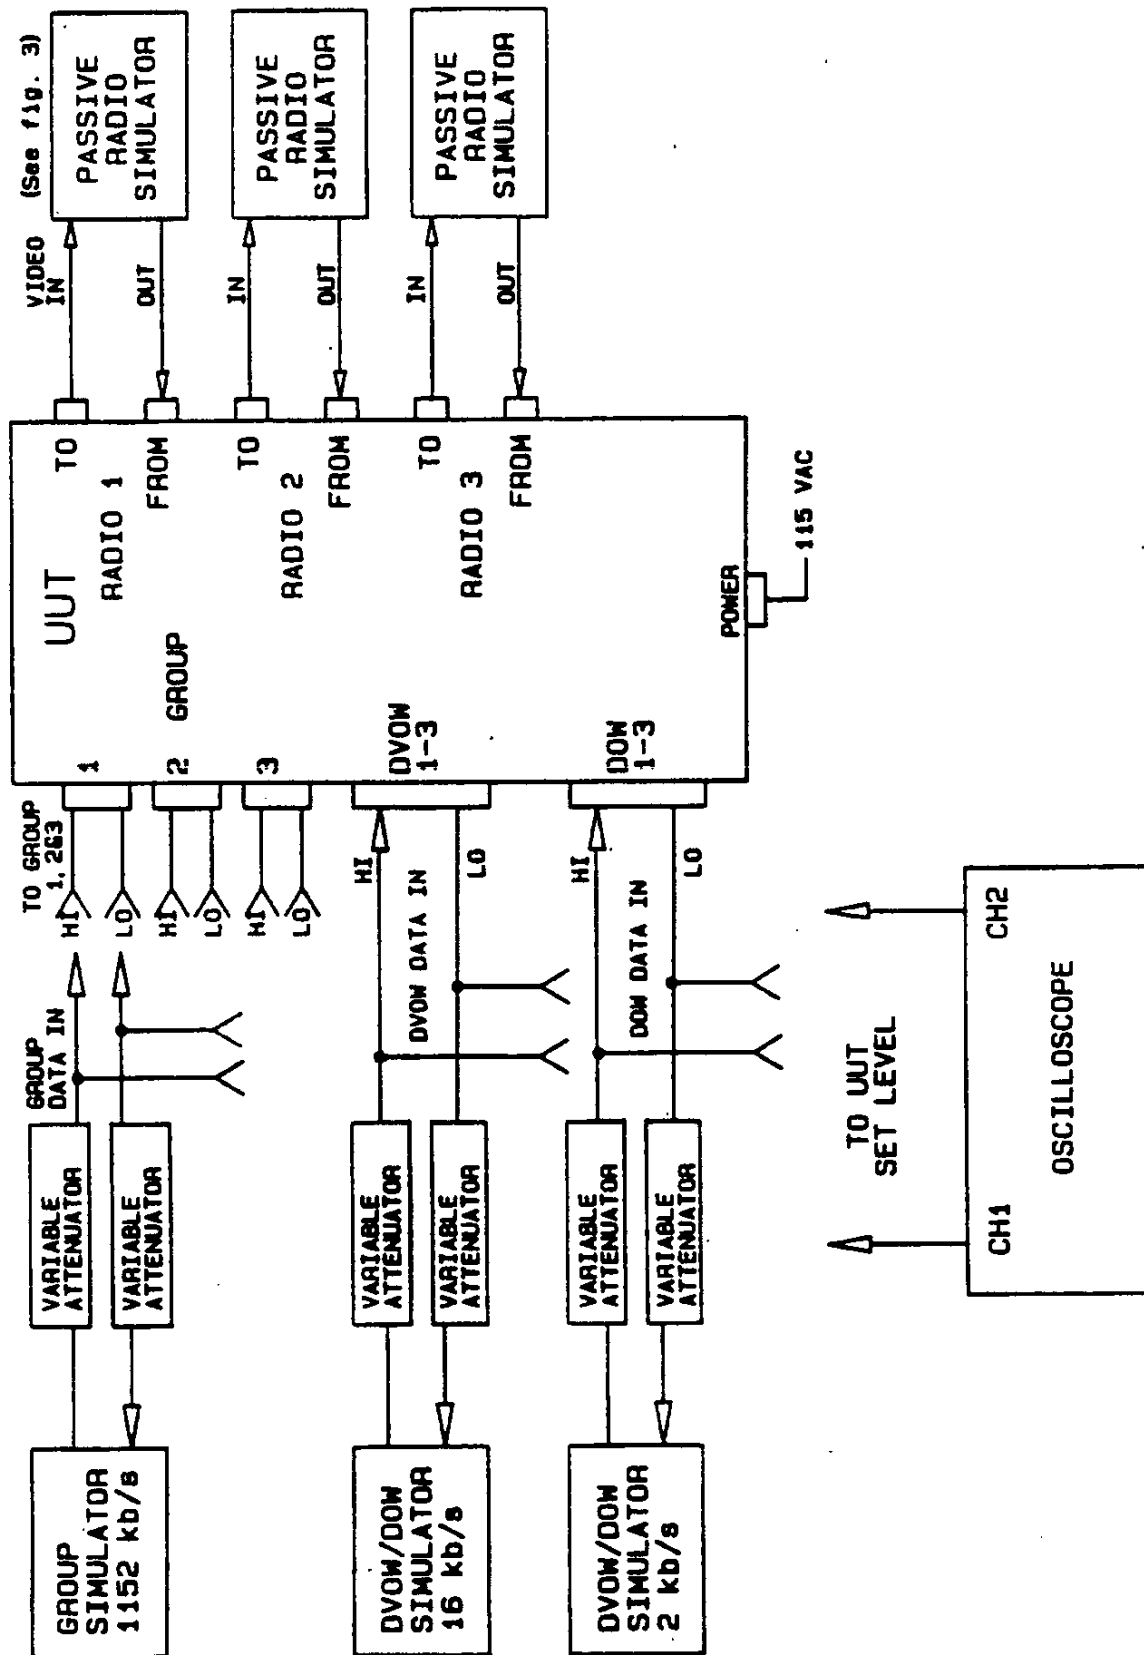 GROUP
SIMULATOR
1152 kb/s
VARIABLE
ATTENUATOR
VARIABLE
ATTENUATOR
GROUP
DATA IN
TO GROUP
1, 2&3
HI
LO
HI
LO
HI
LO
1
2
3
GROUP
UUT
TO
RADIO 1
FROM
TO
RADIO 2
FROM
TO
RADIO 3
FROM
VIDEO
IN
OUT
IN
OUT
IN
OUT
(See fig. 3)
PASSIVE
RADIO
SIMULATOR
PASSIVE
RADIO
SIMULATOR
PASSIVE
RADIO
SIMULATOR
DVOW/DOW
SIMULATOR
16 kb/s
VARIABLE
ATTENUATOR
VARIABLE
ATTENUATOR
HI
DVOW DATA IN
LO
DVOW
1-3
DVOW/DOW
SIMULATOR
2 kb/s
VARIABLE
ATTENUATOR
VARIABLE
ATTENUATOR
HI
DOW DATA IN
LO
DOW
1-3
POWER
115 VAC
TO UUT
SET LEVEL
CH1
CH2
OSCILLOSCOPE